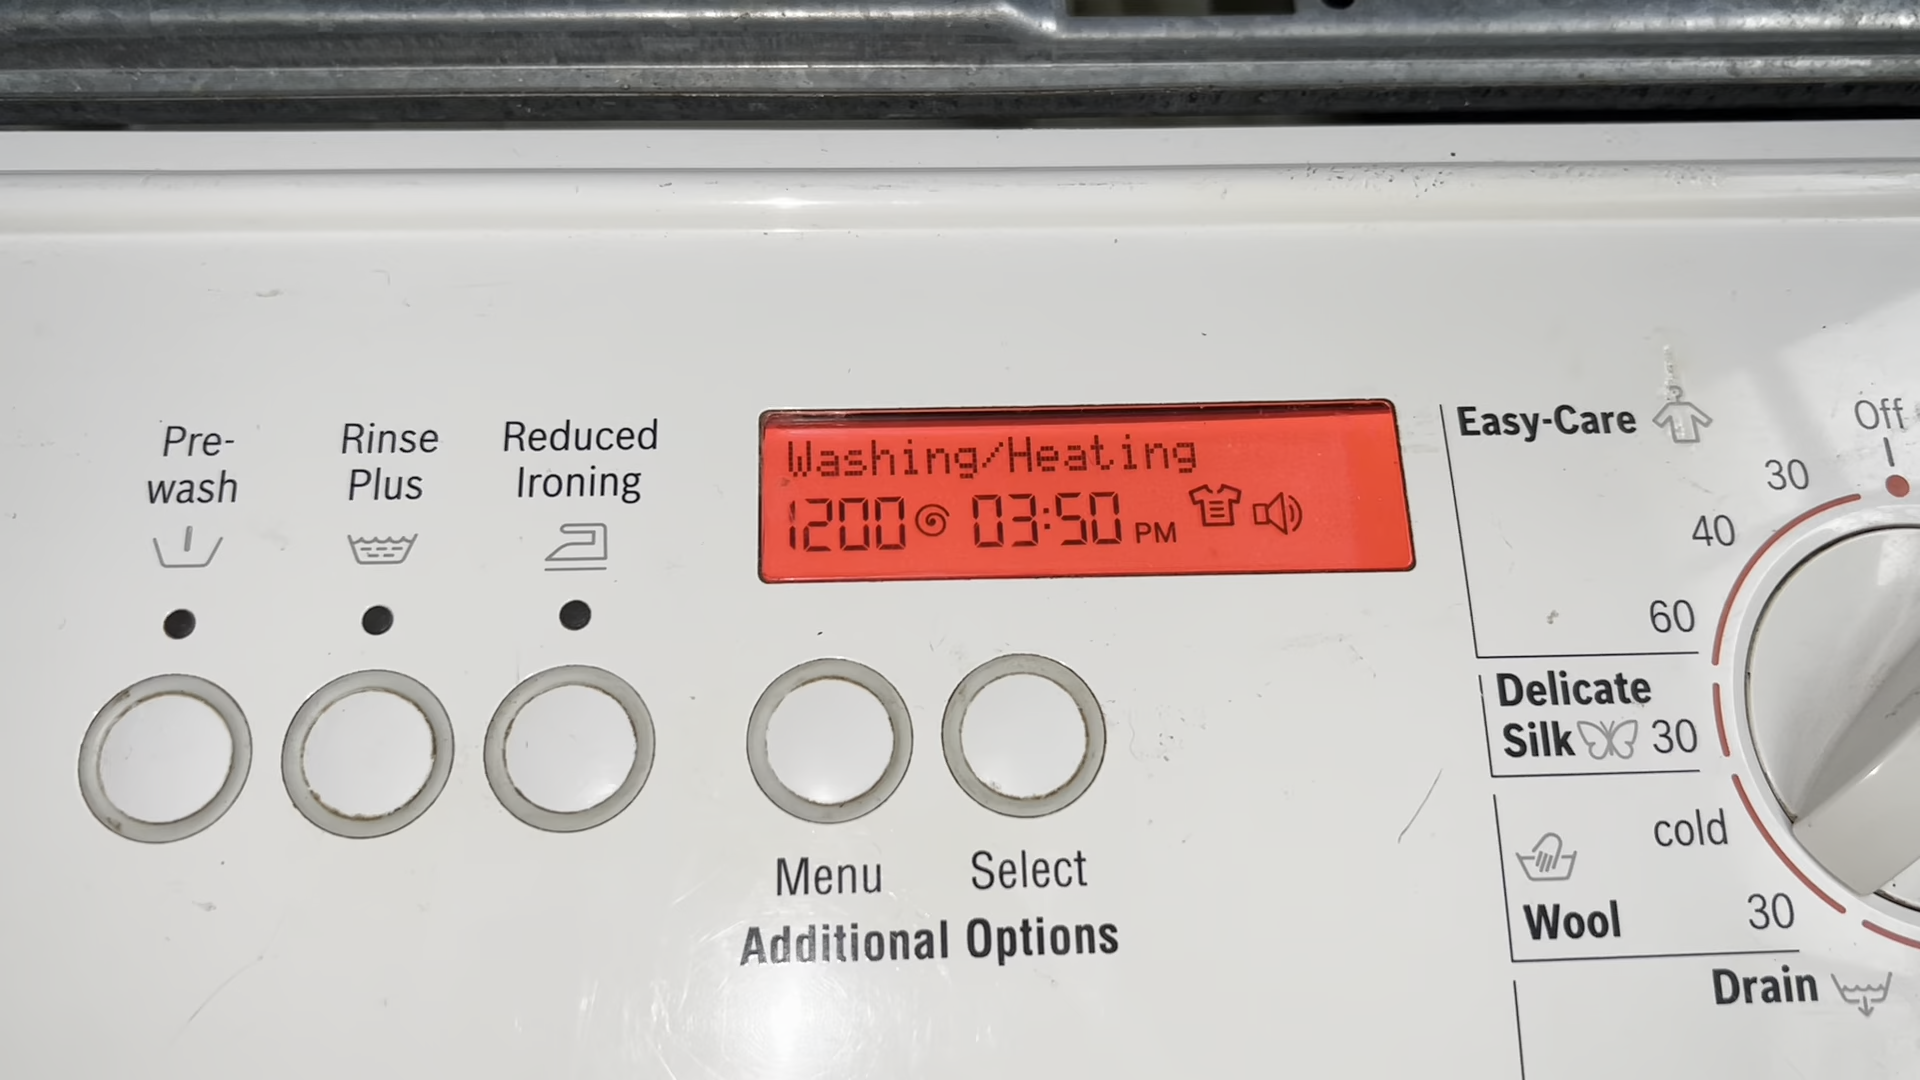 Pre-
wash
Rinse
Plus
Reduced
Ironing
Washing/Heating
1200 03:50 PM
Menu
Select
Additional Options
Easy-Care
Off
30
40
60
Delicate
Silk 30
cold
Wool 30
Drain